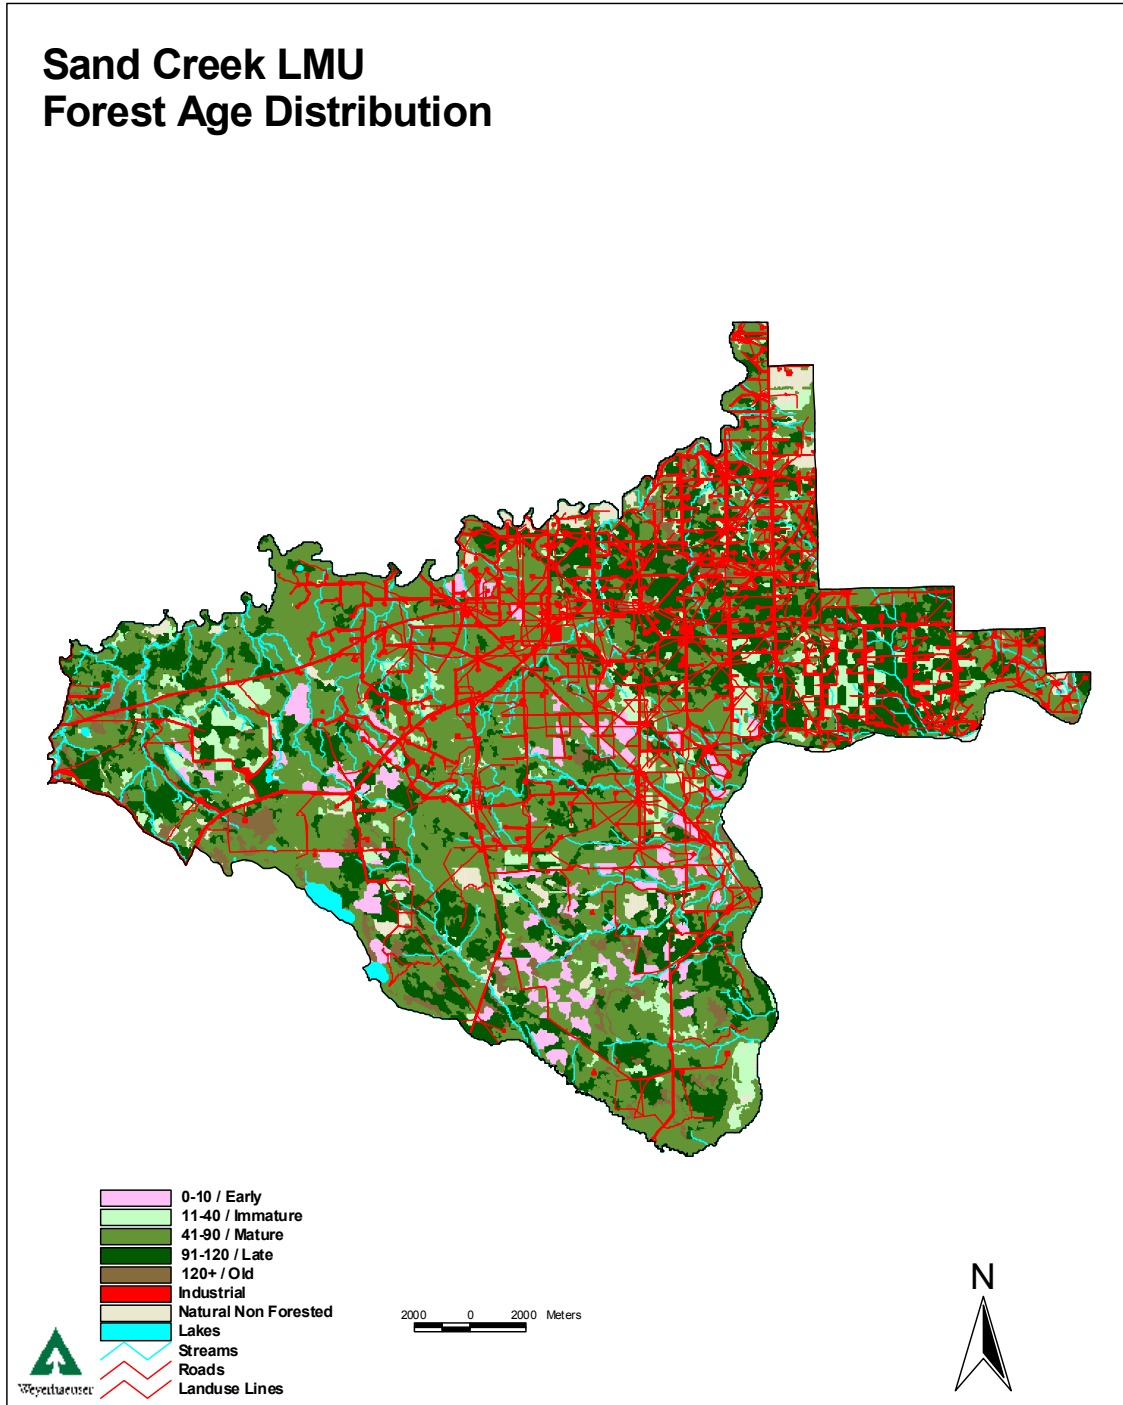 Sand Creek LMU
Forest Age Distribution
0-10 / Early
11-40 / Immature
41-90 / Mature
91-120 / Late
120+ / Old
Industrial
Natural Non Forested
Lakes
Streams
Roads
Landuse Lines
2000 0 2000 Meters
N
Weyerhaeuser